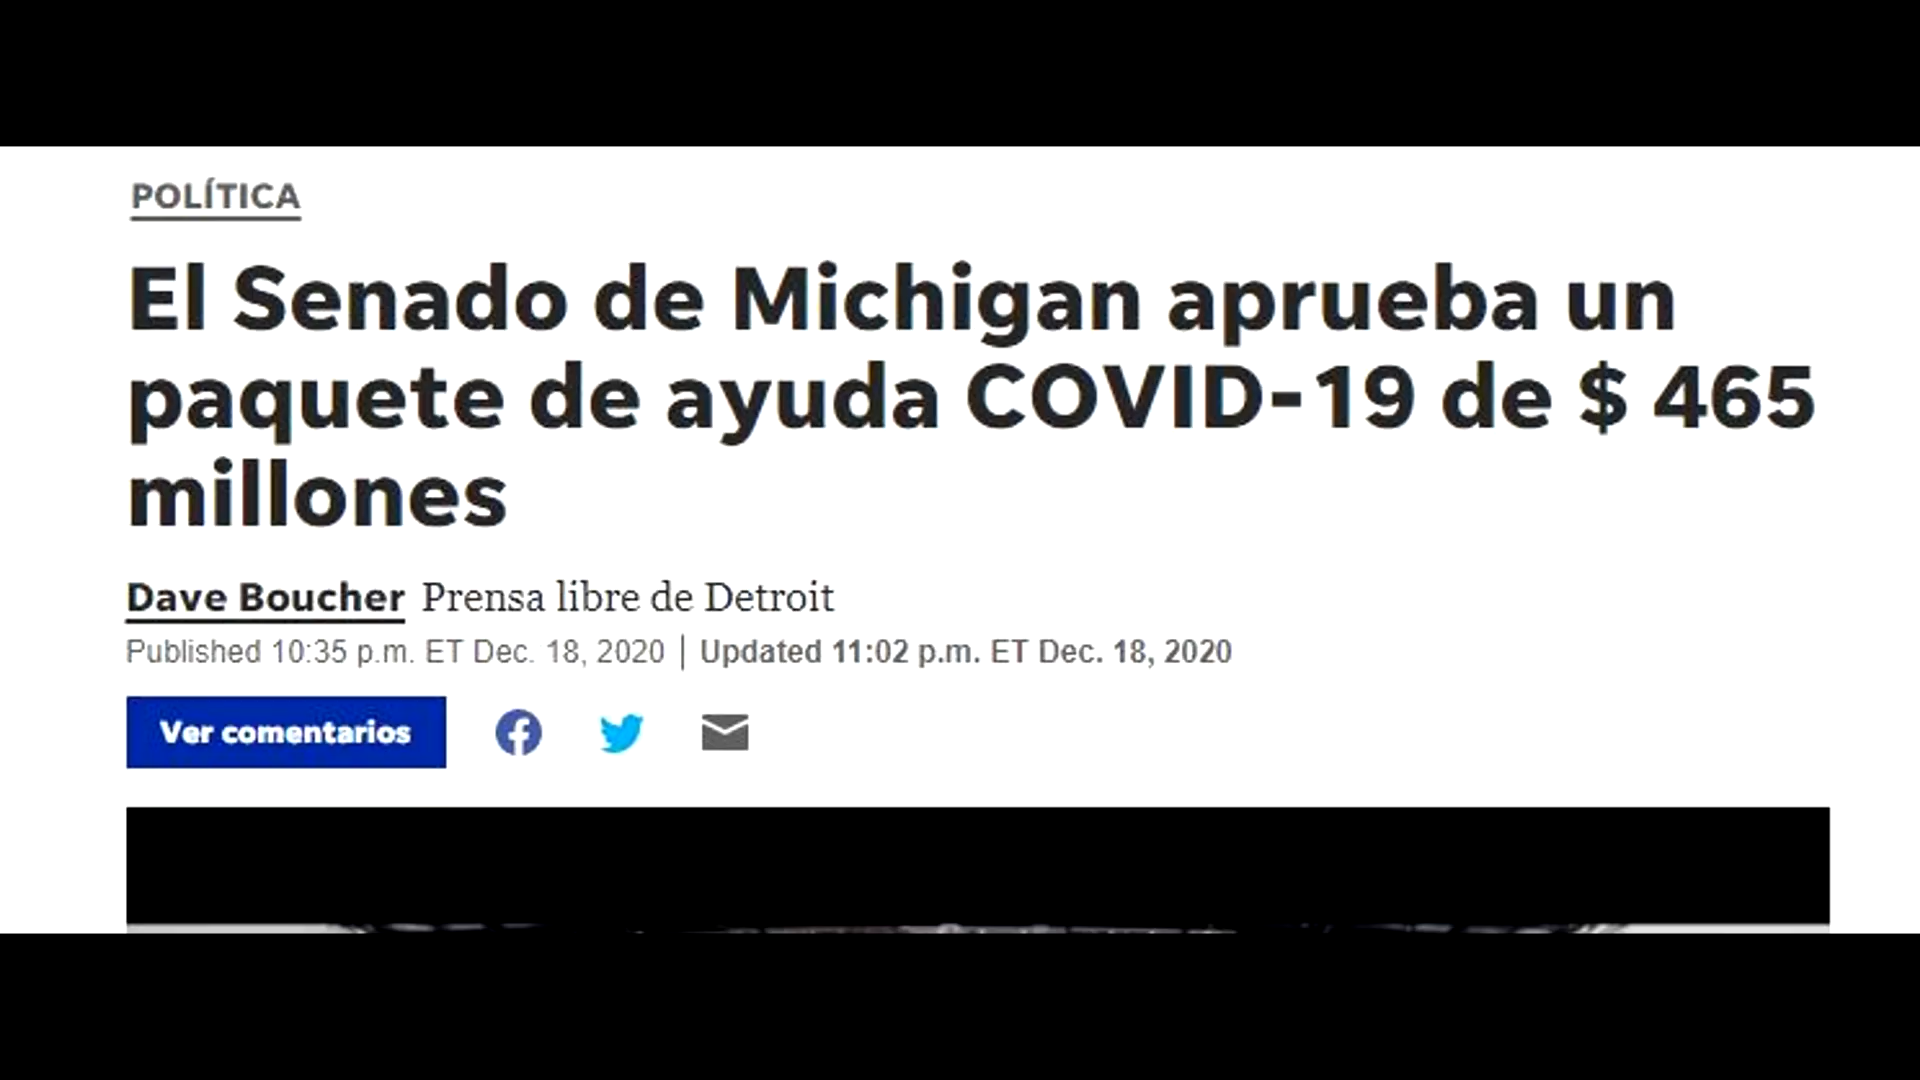 POLÍTICA
El Senado de Michigan aprueba un
paquete de ayuda COVID-19 de $ 465
millones
Dave Boucher Prensa libre de Detroit
Published 10:35 p.m. ET Dec. 18, 2020 | Updated 11:02 p.m. ET Dec. 18, 2020
Ver comentarios